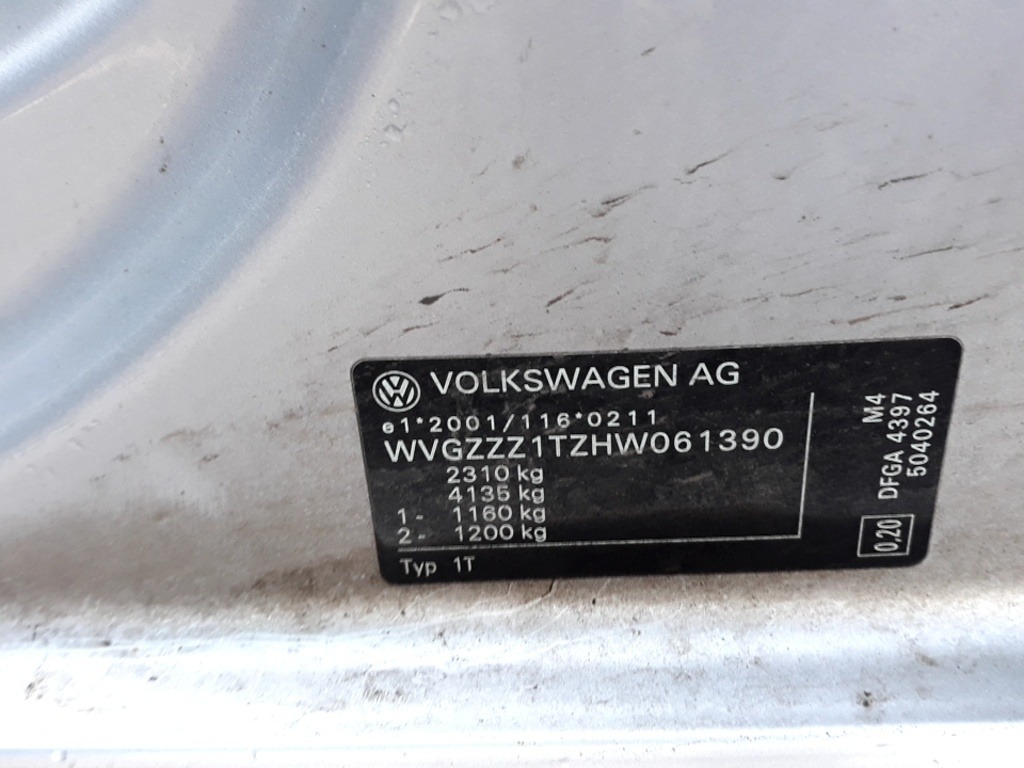 VOLKSWAGEN AG
e1*2001/116*0211
WVGZZZ1TZHW061390
2310 kg
4135 kg
1- 1160 kg
2- 1200 kg
Typ 1T
M4
DFGA 4397
5040264
0,20